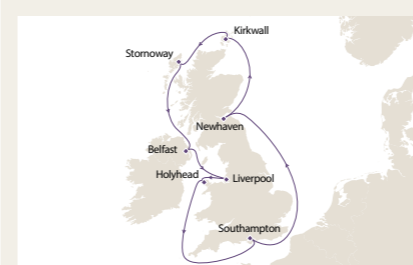 Kirkwall
Stornoway
Newhaven
Belfast
Holyhead
Liverpool
Southampton